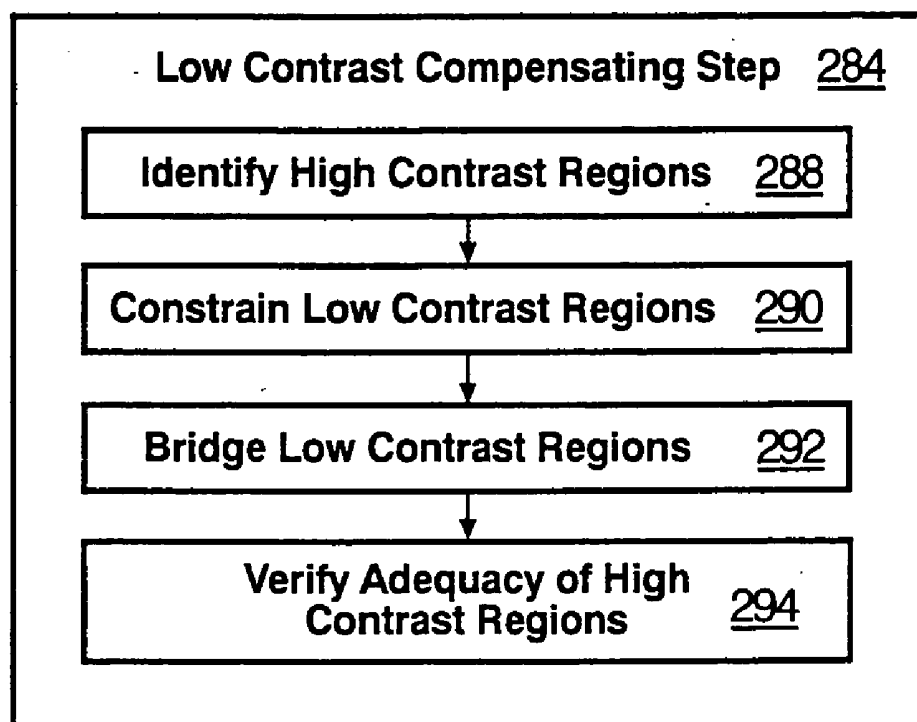 Low Contrast Compensating Step 284
Identify High Contrast Regions 288
Constrain Low Contrast Regions 290
Bridge Low Contrast Regions 292
Verify Adequacy of High
Contrast Regions 294